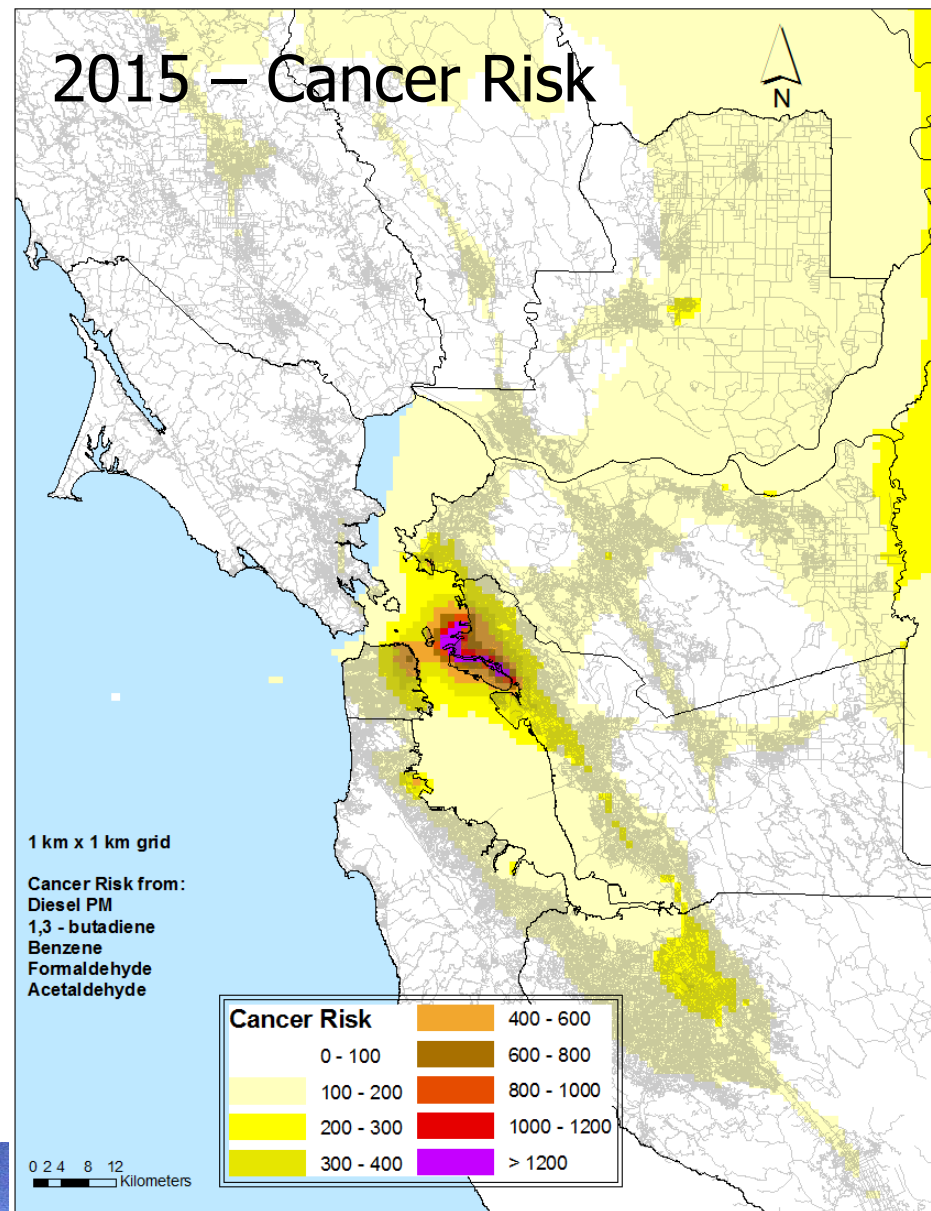 2015 – Cancer Risk
N
1 km x 1 km grid
Cancer Risk from:
Diesel PM
1,3 - butadiene
Benzene
Formaldehyde
Acetaldehyde
Cancer Risk
0 - 100
100 - 200
200 - 300
300 - 400
400 - 600
600 - 800
800 - 1000
1000 - 1200
> 1200
0 2 4 8 12
Kilometers